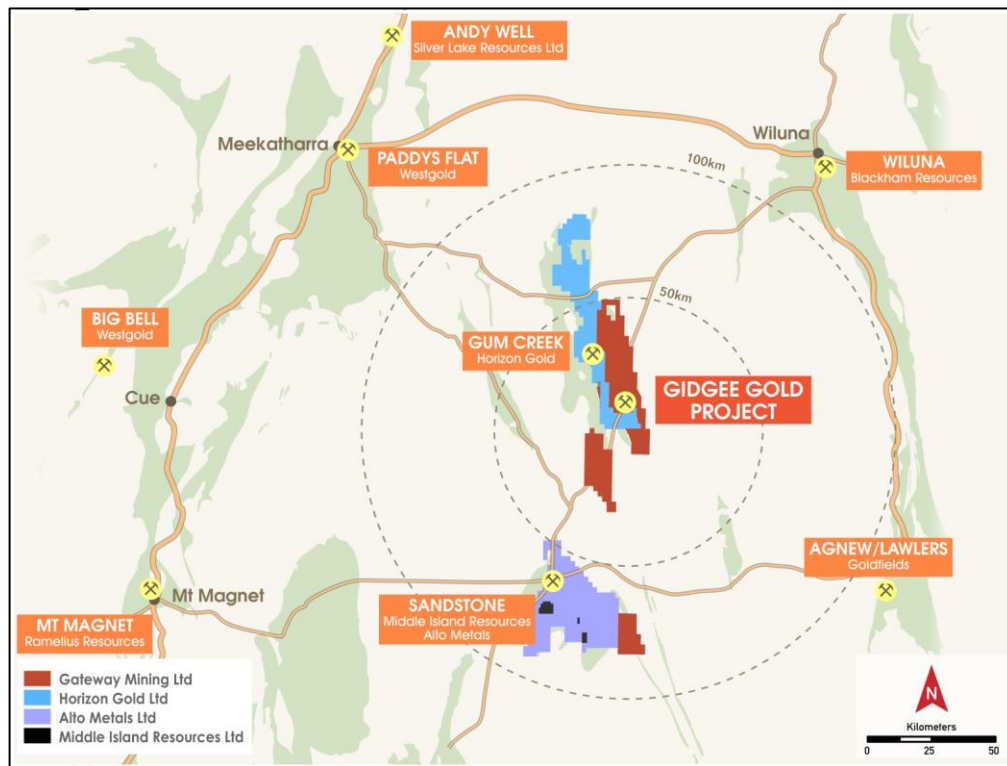 ANDY WELL
Silver Lake Resources Ltd
Meekatharra
PADDYS FLAT
Westgold
Wiluna
WILUNA
Blackham Resources
100km
50km
BIG BELL
Westgold
Cue
GUM CREEK
Horizon Gold
GIDGEE GOLD
PROJECT
AGNEW/LAWLERS
Goldfields
Mt Magnet
MT MAGNET
Ramelius Resources
SANDSTONE
Middle Island Resources
Alto Metals
Gateway Mining Ltd
Horizon Gold Ltd
Alto Metals Ltd
Middle Island Resources Ltd
N
Kilometers
0 25 50